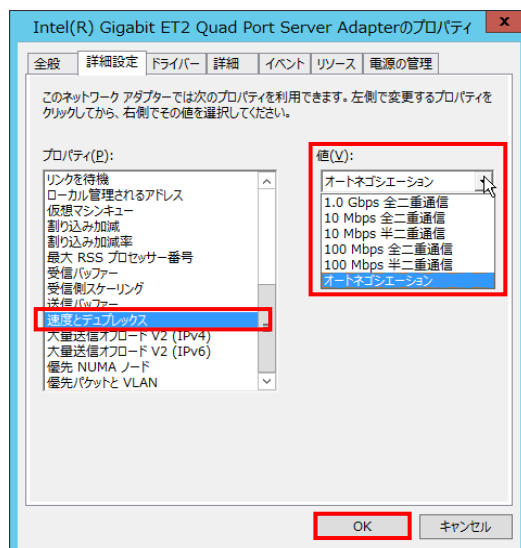 Intel(R) Gigabit ET2 Quad Port Server Adapterのプロパティ
全般 詳細設定 ドライバー 詳細 イベント リソース 電源の管理
このネットワーク アダプターでは次のプロパティを利用できます。左側で変更するプロパティを
クリックしてから、右側でその値を選択してください。
プロパティ(P):
リンクを待機
ローカル管理されるアドレス
仮想マシンキュー
割り込み加減
割り込み加減率
最大 RSS プロセッサー番号
受信バッファー
受信側スケーリング
送信バッファー
速度とデュプレックス
大量送信オフロード V2 (IPv4)
大量送信オフロード V2 (IPv6)
優先 NUMA ノード
優先パケットと VLAN
値(V):
オートネゴシエーション
1.0 Gbps 全二重通信
10 Mbps 全二重通信
10 Mbps 半二重通信
100 Mbps 全二重通信
100 Mbps 半二重通信
オートネゴシエーション
OK キャンセル